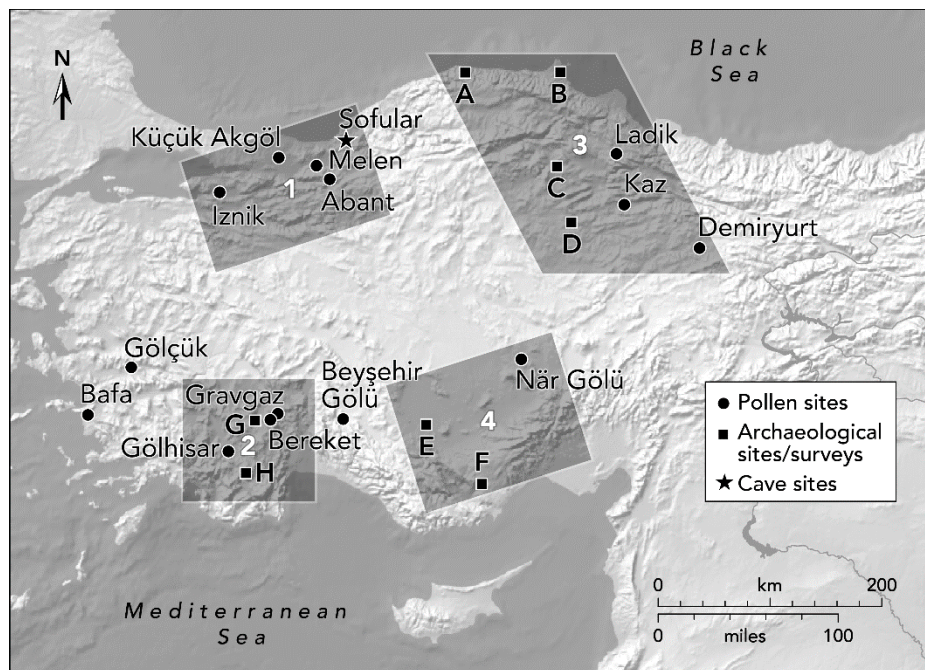 Black
Sea
N
A
B
Sofular
Küçük Akgöl
3
Ladik
Melen
C
1
Kaz
Iznik
Abant
D
Demiryurt
Gölçük
Beyşehir
Gölü
När Gölü
Bafa
Gravgaz
G
Bereket
4
E
2
Gölhisar
H
F
Pollen sites
Archaeological
sites/surveys
Cave sites
Mediterranean
Sea
0 km 200
0 miles 100